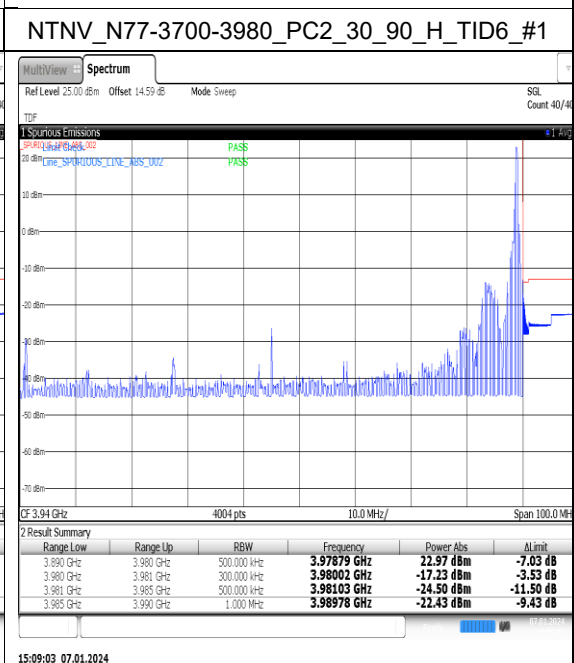 NTNV_N77-3700-3980_PC2_30_90_H_TID6_#1
MultiView Spectrum
Ref Level 25.00 dBm Offset 14.59 dB Mode Sweep SGL
Count 40/40
TDF
1 Spurious Emissions 1 Avg
Limit Check PASS
20 dBm Line_SPURIOUS_LINE_ABS_002 PASS
10 dBm
0 dBm
-10 dBm
-20 dBm
-30 dBm
-40 dBm
-50 dBm
-60 dBm
-70 dBm
CF 3.94 GHz 4004 pts 10.0 MHz/ Span 100.0 MH
2 Result Summary
Range Low Range Up RBW Frequency Power Abs ΔLimit
3.890 GHz 3.980 GHz 500.000 kHz 3.97879 GHz 22.97 dBm -7.03 dB
3.980 GHz 3.981 GHz 300.000 kHz 3.98002 GHz -17.23 dBm -3.53 dB
3.981 GHz 3.985 GHz 500.000 kHz 3.98103 GHz -24.50 dBm -11.50 dB
3.985 GHz 3.990 GHz 1.000 MHz 3.98978 GHz -22.43 dBm -9.43 dB
07.01.2024
15:09:03 07.01.2024